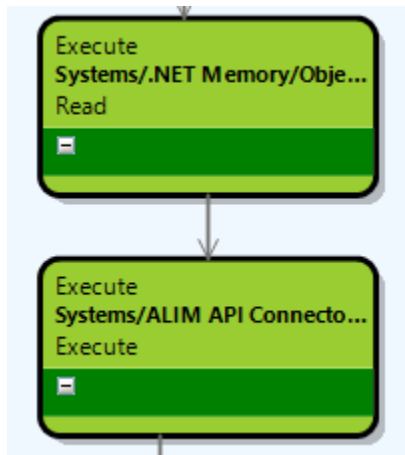 Execute
Systems/.NET Memory/Obje...
Read
Execute
Systems/ALIM API Connecto...
Execute